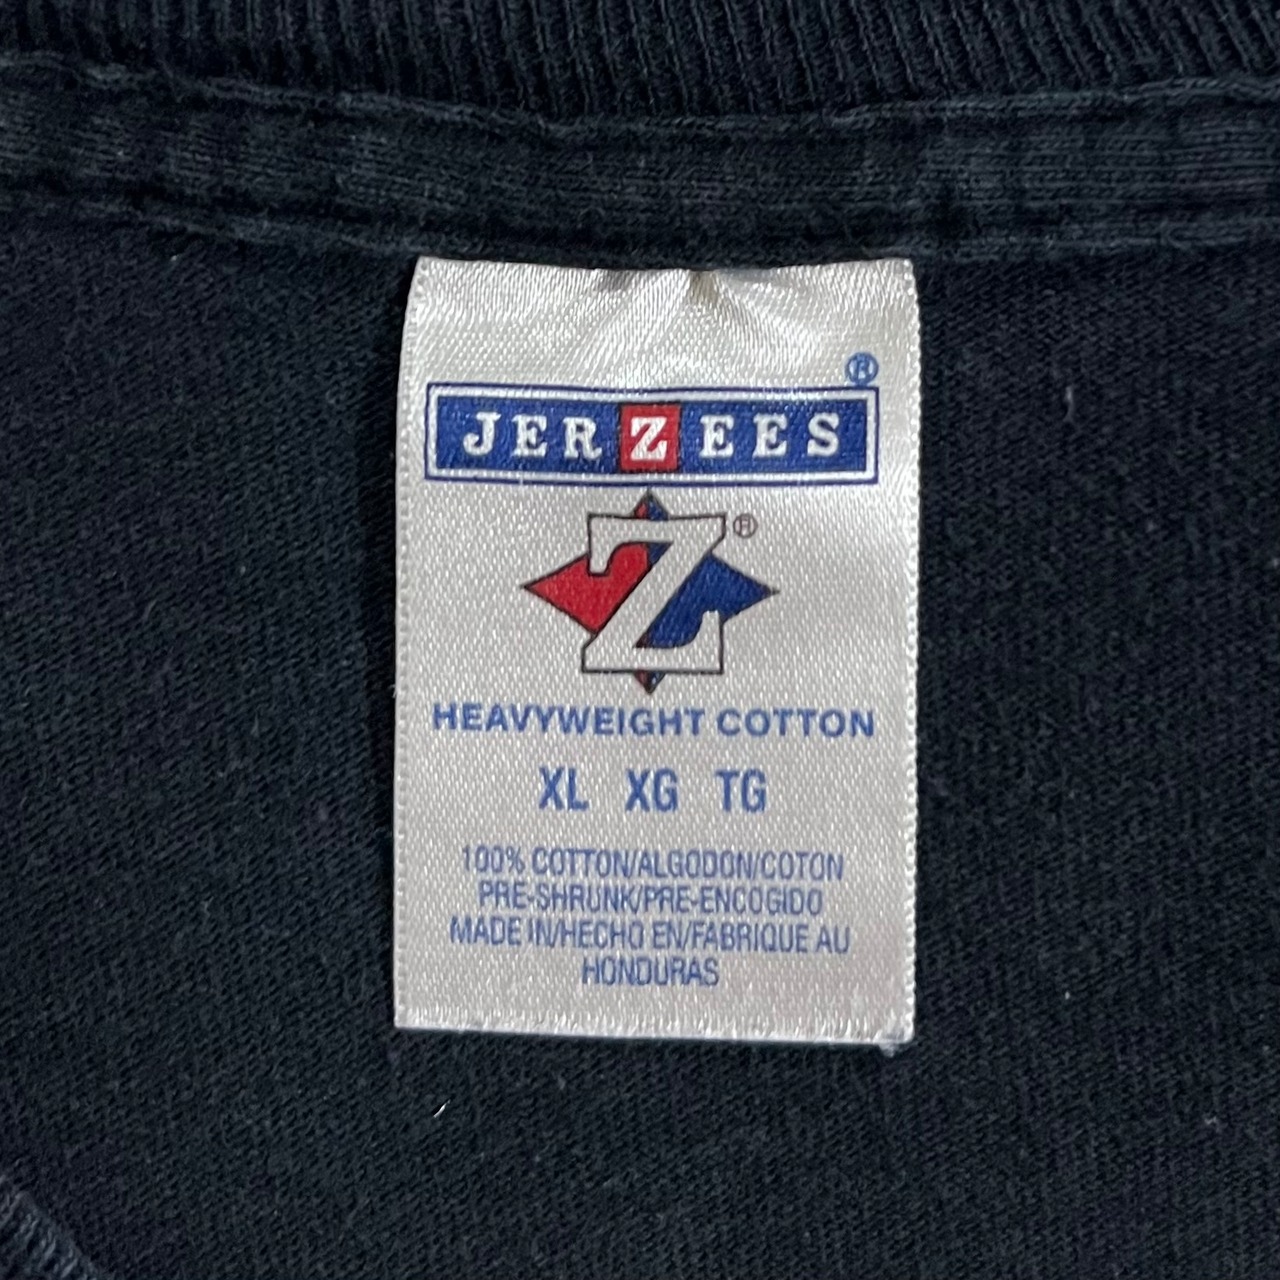 JERZEES®
Z®
HEAVYWEIGHT COTTON
XL XG TG
100% COTTON/ALGODON/COTON
PRE-SHRUNK/PRE-ENCOGIDO
MADE IN/HECHO EN/FABRIQUE AU
HONDURAS